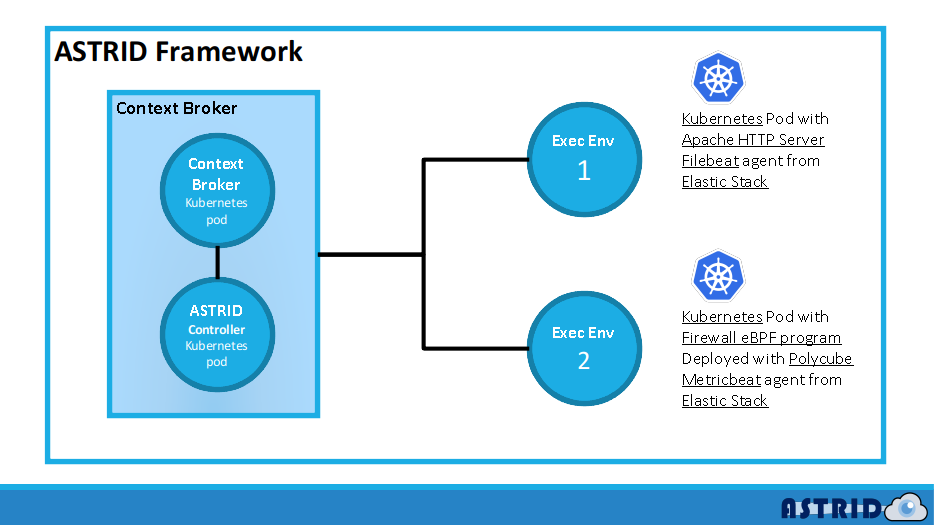 ASTRID Framework
Context Broker
Context
Broker
Kubernetes
pod
ASTRID
Controller
Kubernetes
pod
Exec Env
1
Kubernetes Pod with
Apache HTTP Server
Filebeat agent from
Elastic Stack
Exec Env
2
Kubernetes Pod with
Firewall eBPF program
Deployed with Polycube
Metricbeat agent from
Elastic Stack
ASTRID